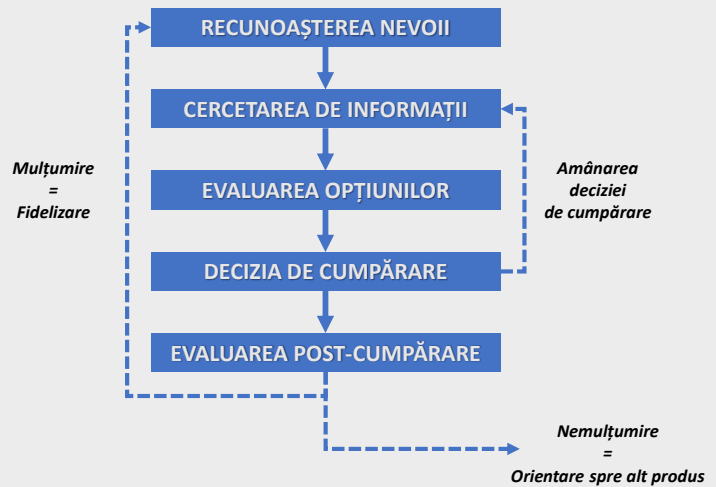 RECUNOAȘTEREA NEVOII
CERCETAREA DE INFORMAȚII
Mulțumire
=
Fidelizare
Amânarea
deciziei
de cumpărare
EVALUAREA OPȚIUNILOR
DECIZIA DE CUMPĂRARE
EVALUAREA POST-CUMPĂRARE
Nemulțumire
=
Orientare spre alt produs